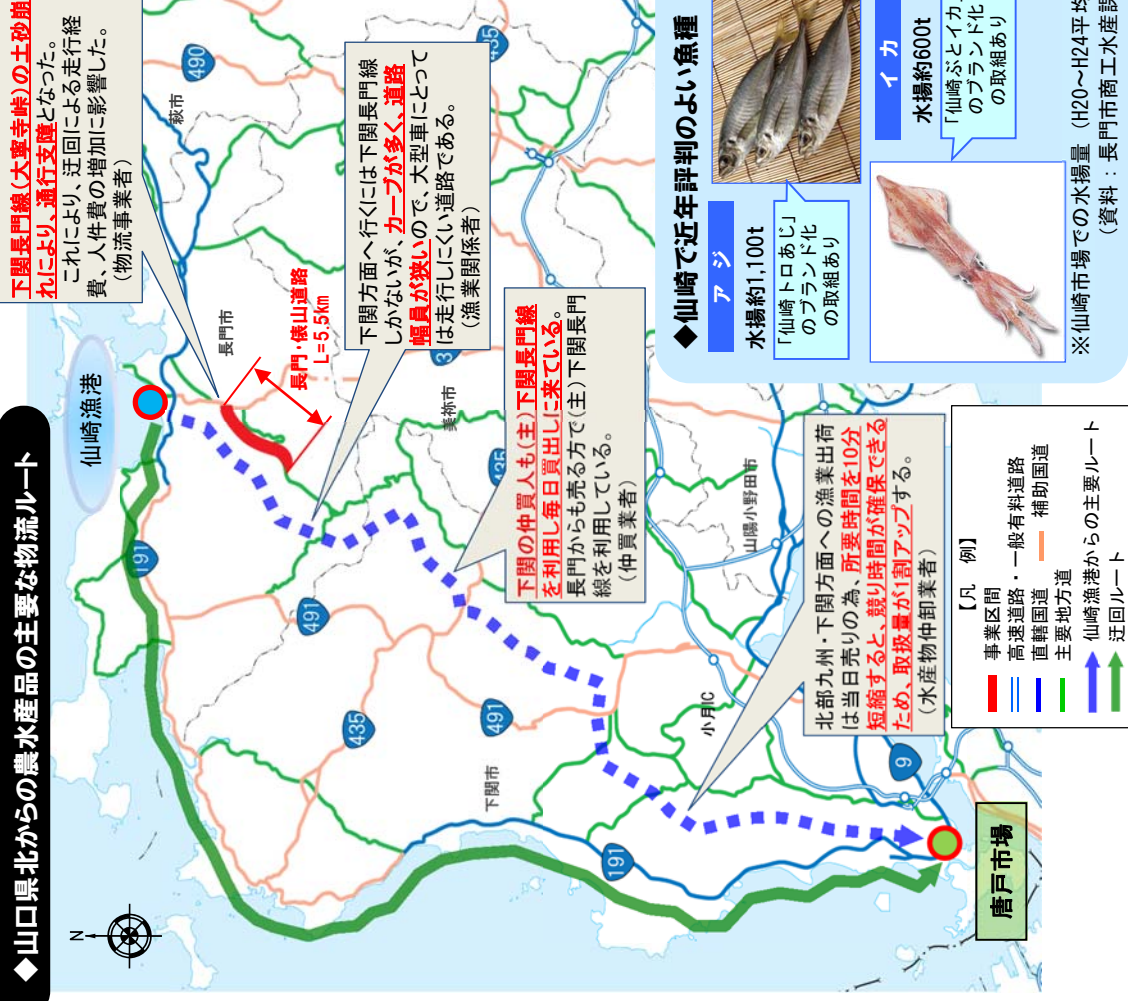 ◆山口県北からの農水産品の主要な物流ルート
N
仙崎漁港
下関長門線(大寧寺峠)の土砂崩
れにより、通行支障となった。
これにより、迂回による走行経
費、人件費の増加に影響した。
(物流事業者)
490
萩市
長門市
長門・俵山道路
L=5.5km
191
435
下関方面へ行くには下関長門線
しかないが、カーブが多く、道路
幅員が狭いので、大型車にとって
は走行しにくい道路である。
(漁業関係者)
491
美祢市
435
下関の仲買人も(主)下関長門線
を利用し毎日買出しに来ている。
長門からも売る方で(主)下関長門
線を利用している。
(仲買業者)
435
491
下関市
小月IC
山陽小野田市
191
9
北部九州・下関方面への漁業出荷
は当日売りの為、所要時間を10分
短縮すると、競り時間が確保できる
ため、取扱量が1割アップする。
(水産物仲卸業者)
唐戸市場
【凡 例】
事業区間
高速道路・一般有料道路
直轄国道
補助国道
主要地方道
仙崎漁港からの主要ルート
迂回ルート
◆仙崎で近年評判のよい魚種
アジ
水揚約1,100t
「仙崎トロあじ」
のブランド化
の取組あり
イカ
水揚約600t
「仙崎ぶとイカ」
のブランド化
の取組あり
※仙崎市場での水揚量(H20～H24平均
(資料:長門市商工水産課